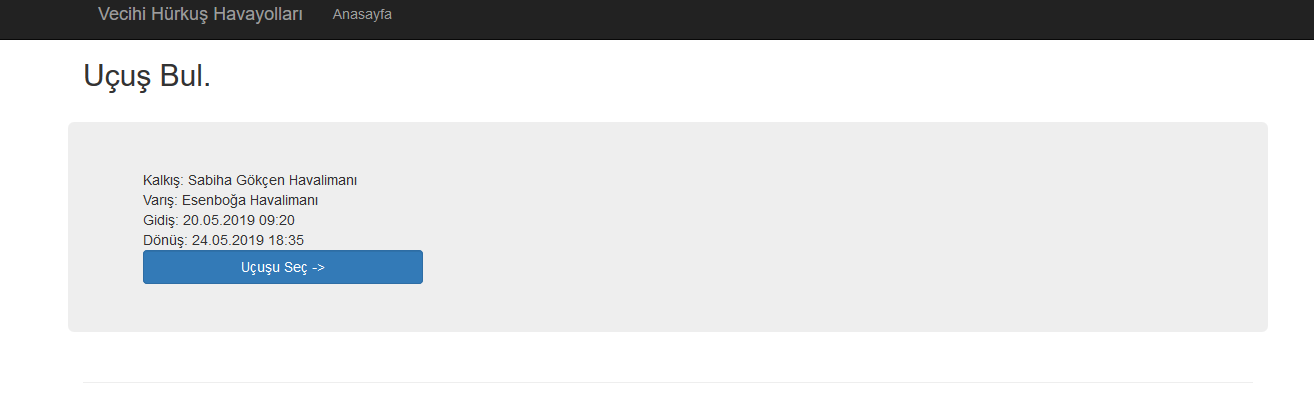 Vecihi Hürkuş Havayolları Anasayfa
Uçuş Bul.
Kalkış: Sabiha Gökçen Havalimanı
Varış: Esenboğa Havalimanı
Gidiş: 20.05.2019 09:20
Dönüş: 24.05.2019 18:35
Uçuşu Seç ->